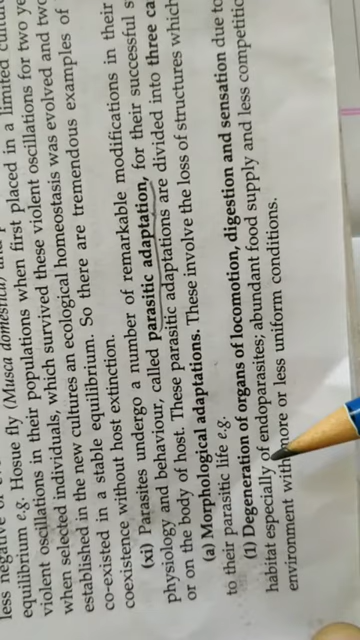 less negative or
equilibrium e.g. Hosue fly (Musca domestica)
violent oscillations in their populations when first placed in a limited
when selected individuals, which survived these violent oscillations for two
established in the new cultures an ecological homeostasis was evolved and two
co-existed in a stable equilibrium. So there are tremendous examples of
coexistence without host extinction.
(xi) Parasites undergo a number of remarkable modifications in their
physiology and behaviour, called parasitic adaptation, for their successful
or on the body of host. These parasitic adaptations are divided into three
(a) Morphological adaptations. These involve the loss of structures which
to their parasitic life e.g.
(1) Degeneration of organs of locomotion, digestion and sensation due to
habitat especially of endoparasites; abundant food supply and less
environment with more or less uniform conditions.